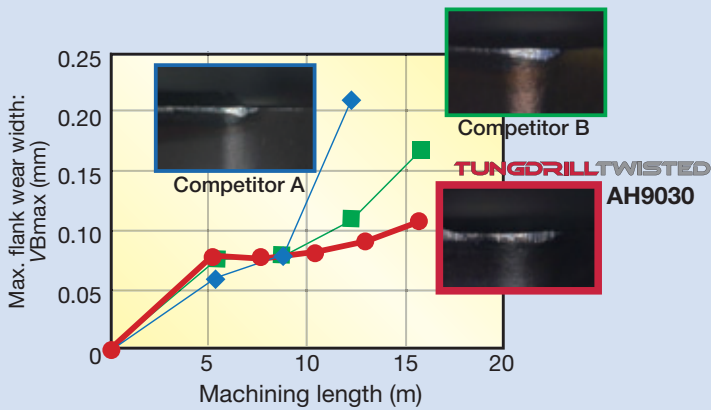 Max. flank wear width:
VBmax (mm)
0.25
0.20
0.15
0.10
0.05
0
5
10
15
20
Machining length (m)
Competitor A
Competitor B
TUNGDRILLTWISTED
AH9030